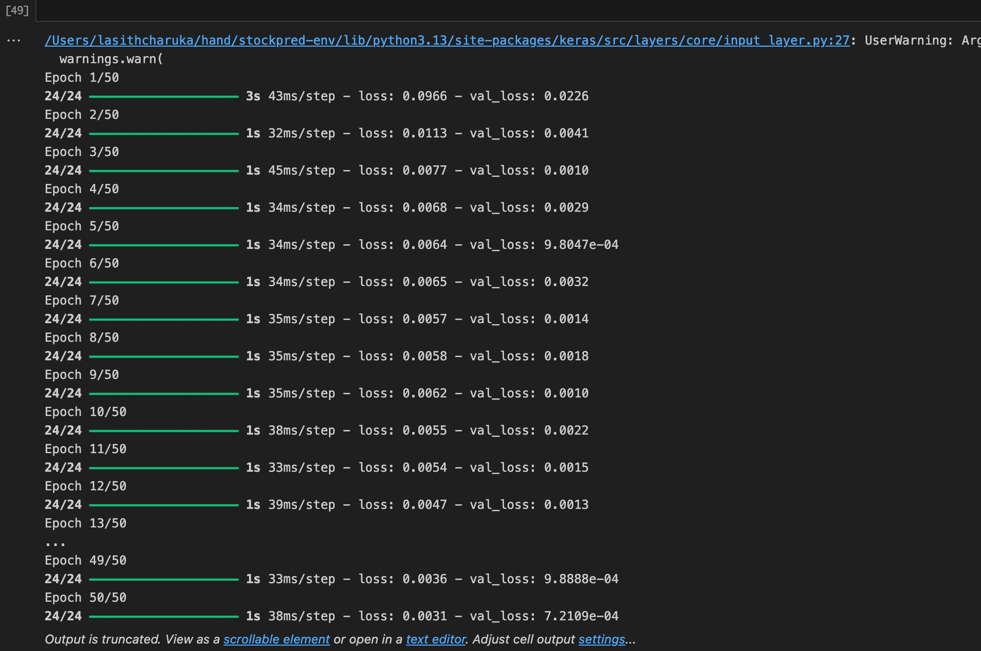 [49]
... /Users/lasithcharuka/hand/stockpred-env/lib/python3.13/site-packages/keras/src/layers/core/input_layer.py:27: UserWarning: Arg
warnings.warn(
Epoch 1/50
24/24 3s 43ms/step - loss: 0.0966 - val_loss: 0.0226
Epoch 2/50
24/24 1s 32ms/step - loss: 0.0113 - val_loss: 0.0041
Epoch 3/50
24/24 1s 45ms/step - loss: 0.0077 - val_loss: 0.0010
Epoch 4/50
24/24 1s 34ms/step - loss: 0.0068 - val_loss: 0.0029
Epoch 5/50
24/24 1s 34ms/step - loss: 0.0064 - val_loss: 9.8047e-04
Epoch 6/50
24/24 1s 34ms/step - loss: 0.0065 - val_loss: 0.0032
Epoch 7/50
24/24 1s 35ms/step - loss: 0.0057 - val_loss: 0.0014
Epoch 8/50
24/24 1s 35ms/step - loss: 0.0058 - val_loss: 0.0018
Epoch 9/50
24/24 1s 35ms/step - loss: 0.0062 - val_loss: 0.0010
Epoch 10/50
24/24 1s 38ms/step - loss: 0.0055 - val_loss: 0.0022
Epoch 11/50
24/24 1s 33ms/step - loss: 0.0054 - val_loss: 0.0015
Epoch 12/50
24/24 1s 39ms/step - loss: 0.0047 - val_loss: 0.0013
Epoch 13/50
...
Epoch 49/50
24/24 1s 33ms/step - loss: 0.0036 - val_loss: 9.8888e-04
Epoch 50/50
24/24 1s 38ms/step - loss: 0.0031 - val_loss: 7.2109e-04
Output is truncated. View as a scrollable element or open in a text editor. Adjust cell output settings...